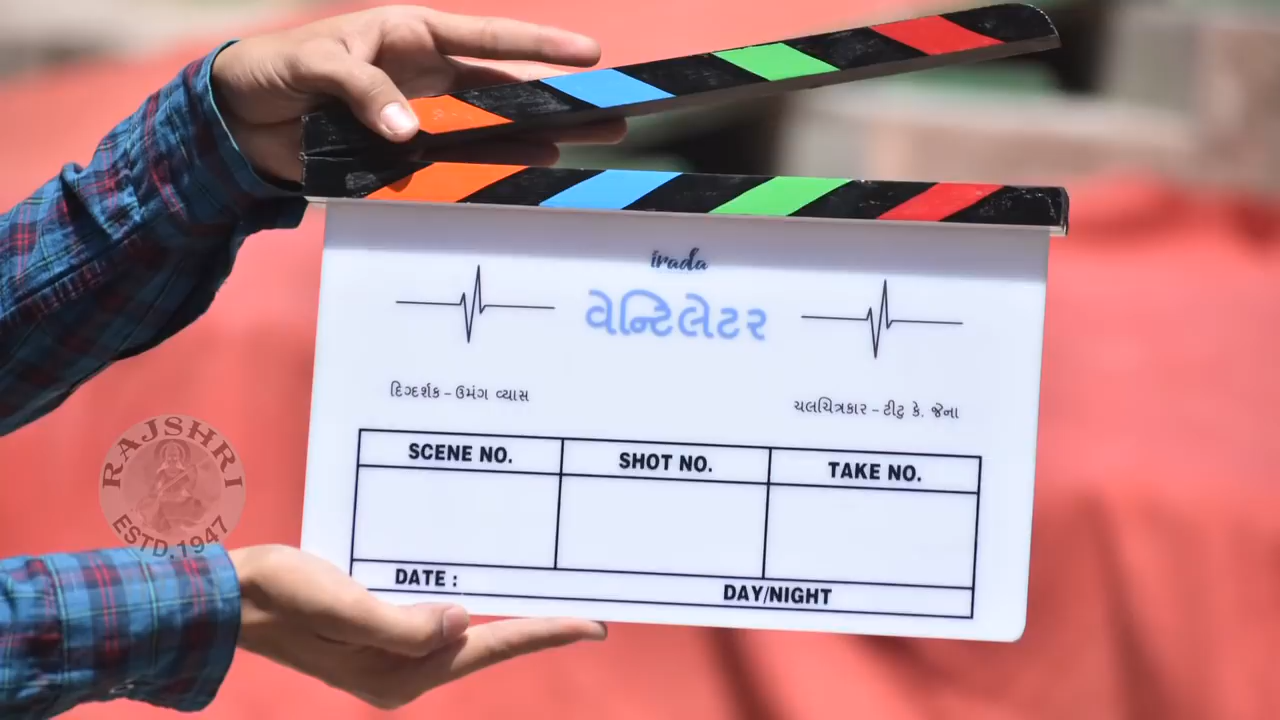 irada
વેન્ટિલેટર
દિગ્દર્શક - ઉમંગ વ્યાસ
ચલચિત્રકાર - ટીટુ કે. જેના
SCENE NO. SHOT NO. TAKE NO.
DATE : DAY/NIGHT
RAJSHRI
ESTD.1947